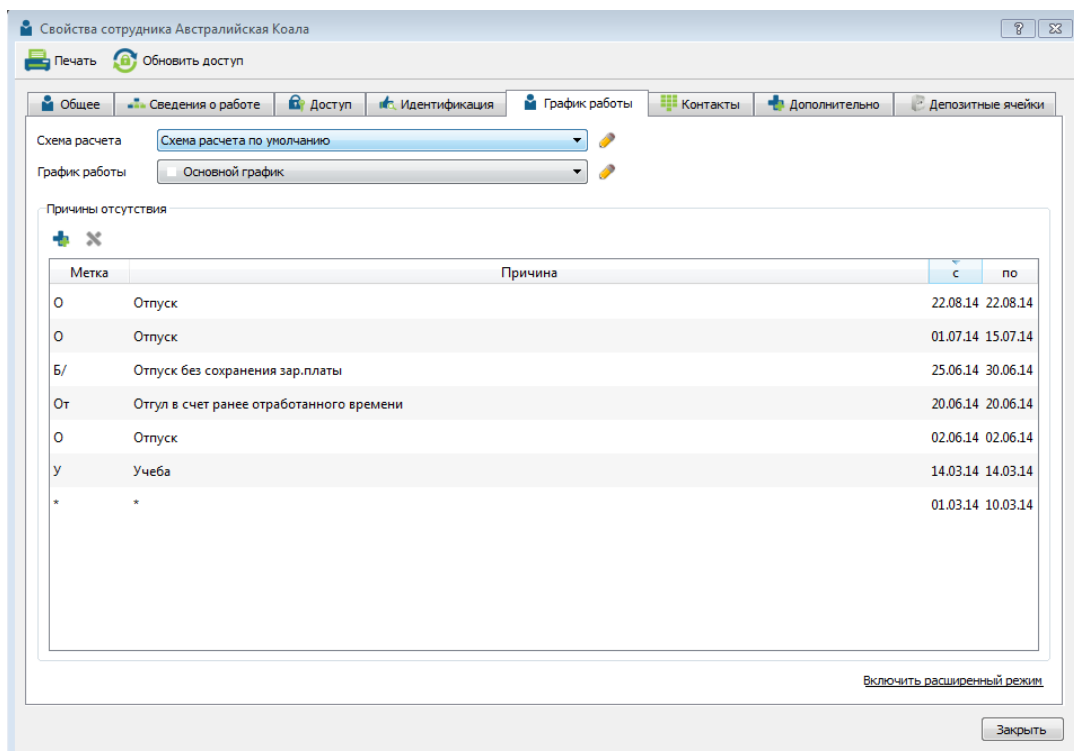 Свойства сотрудника Австралийская Коала
Печать Обновить доступ
Общее Сведения о работе Доступ Идентификация График работы Контакты Дополнительно Депозитные ячейки
Схема расчета Схема расчета по умолчанию
График работы Основной график
Причины отсутствия
Метка Причина с по
О Отпуск 22.08.14 22.08.14
О Отпуск 01.07.14 15.07.14
Б/ Отпуск без сохранения зар.платы 25.06.14 30.06.14
От Отгул в счет ранее отработанного времени 20.06.14 20.06.14
О Отпуск 02.06.14 02.06.14
У Учеба 14.03.14 14.03.14
* * 01.03.14 10.03.14
Включить расширенный режим
Закрыть